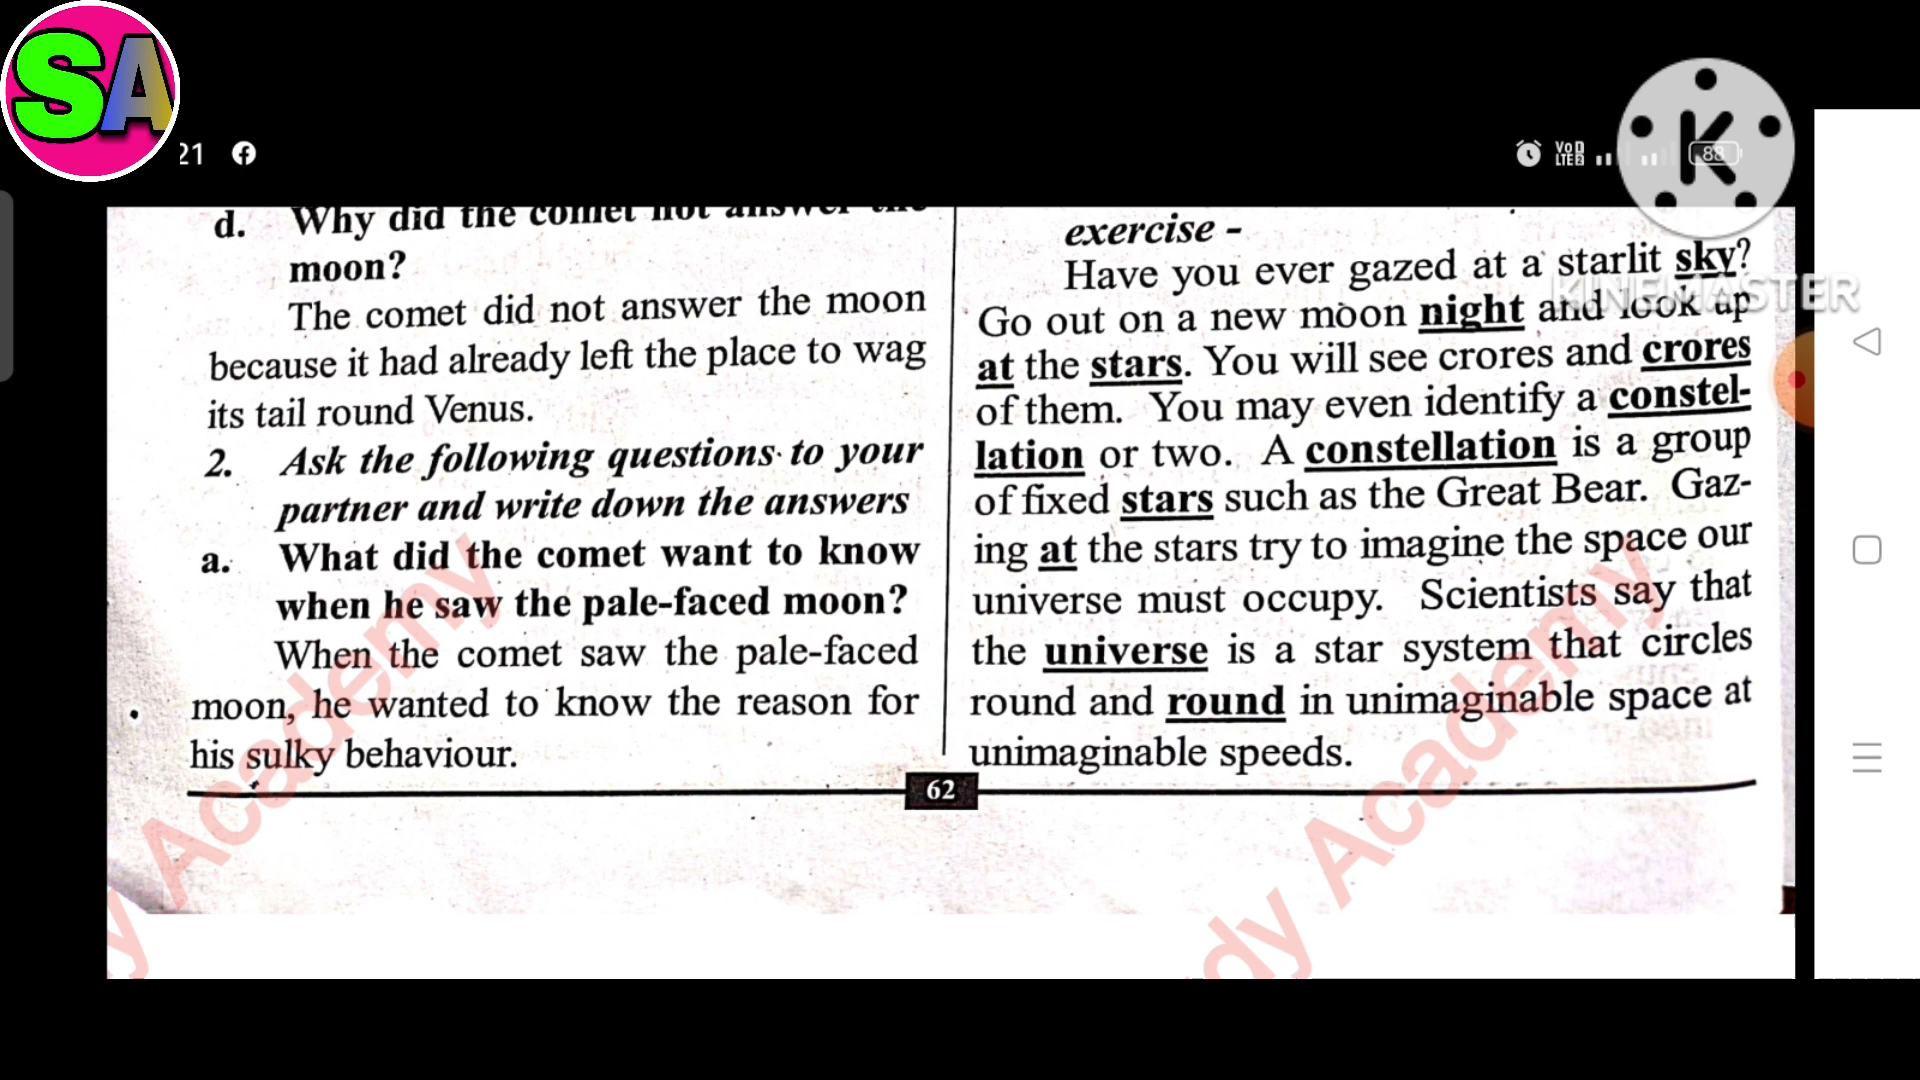 SA
21
VoD
LTE2
88
K
KINEMASTER
d. Why did the comet not answer the
moon?
The comet did not answer the moon
because it had already left the place to wag
its tail round Venus.
2. Ask the following questions to your
partner and write down the answers
a. What did the comet want to know
when he saw the pale-faced moon?
When the comet saw the pale-faced
moon, he wanted to know the reason for
his sulky behaviour.
exercise -
Have you ever gazed at a starlit sky?
Go out on a new moon night and look up
at the stars. You will see crores and crores
of them. You may even identify a constel-
lation or two. A constellation is a group
of fixed stars such as the Great Bear. Gaz-
ing at the stars try to imagine the space our
universe must occupy. Scientists say that
the universe is a star system that circles
round and round in unimaginable space at
unimaginable speeds.
62
y Academy
dy Academy